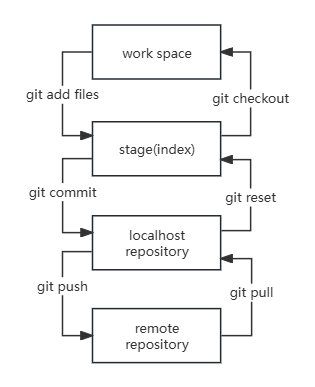 work space
git add files
git checkout
stage(index)
git commit
git reset
localhost
repository
git push
git pull
remote
repository